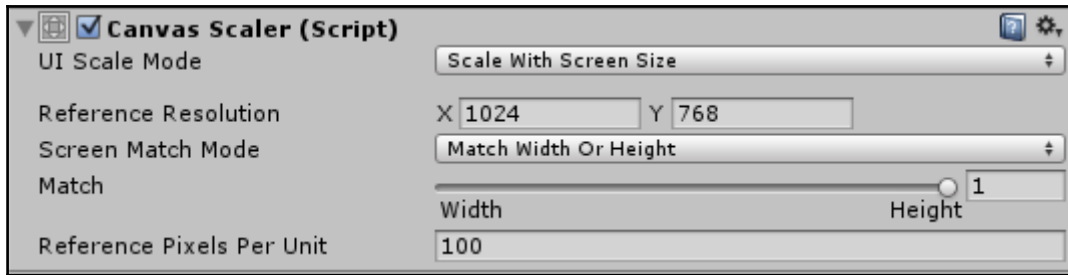 Canvas Scaler (Script)
UI Scale Mode Scale With Screen Size
Reference Resolution X 1024 Y 768
Screen Match Mode Match Width Or Height
Match 1
Width Height
Reference Pixels Per Unit 100